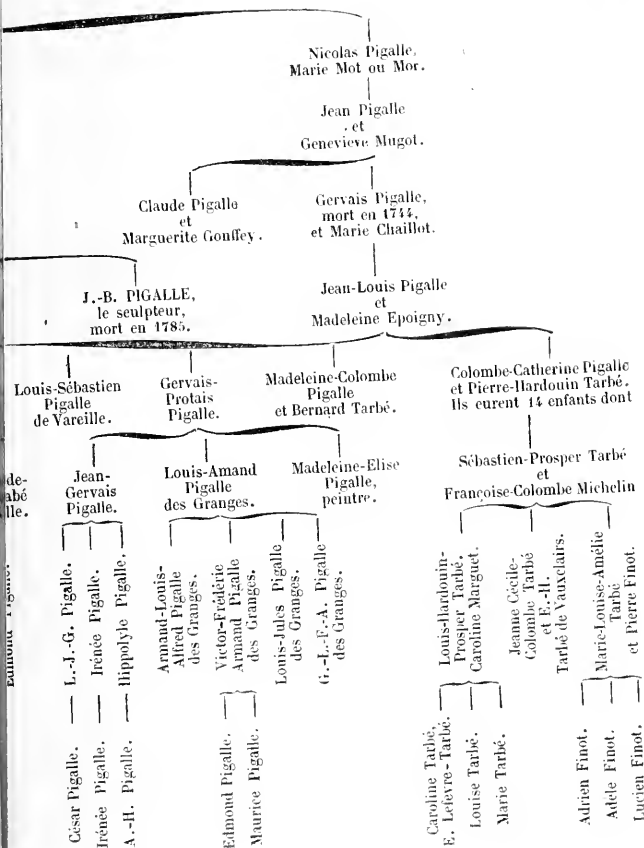 Nicolas Pigalle,
Marie Mot ou Mor.
Jean Pigalle
et
Geneviève Mugot.
Claude Pigalle
et
Marguerite Gouffey.
Gervais Pigalle,
mort en 1744,
et Marie Chaillot.
J.-B. PIGALLE,
le sculpteur,
mort en 1785.
Jean-Louis Pigalle
et
Madeleine Epoigny.
Louis-Sébastien
Pigalle
de Vareille.
Gervais-
Protais
Pigalle.
Madeleine-Colombe
Pigalle
et Bernard Tarbé.
Colombe-Catherine Pigalle
et Pierre-Hardouin Tarbé.
Ils eurent 14 enfants dont
de-
abé
lle.
Jean-
Gervais
Pigalle.
Louis-Amand
Pigalle
des Granges.
Madeleine-Elise
Pigalle,
peintre.
Sébastien-Prosper Tarbé
et
Françoise-Colombe Michelin
Edmond Pigalle.
L.-J.-G. Pigalle.
Irénée Pigalle.
Hippolyle Pigalle.
Armand-Louis-
Alfred Pigalle
des Granges.
Victor-Frédéric
Armand Pigalle
des Granges.
Louis-Jules Pigalle
des Granges.
G.-L.-F.-A. Pigalle
des Granges.
Louis-Hardouin-
Prosper Tarbé.
Caroline Marguet.
Jeanne Cécile-
Colombe Tarbé
et E.-H.
Tarbé de Vauxclairs.
Marie-Louise-Amélie
Tarbé
et Pierre Finot.
César Pigalle.
Irénée Pigalle.
A.-H. Pigalle.
Edmond Pigalle.
Maurice Pigalle.
Caroline Tarbé,
E. Lefevre-Tarbé.
Louise Tarbé.
Marie Tarbé.
Adrien Finot.
Adele Finot.
Lucien Finot.